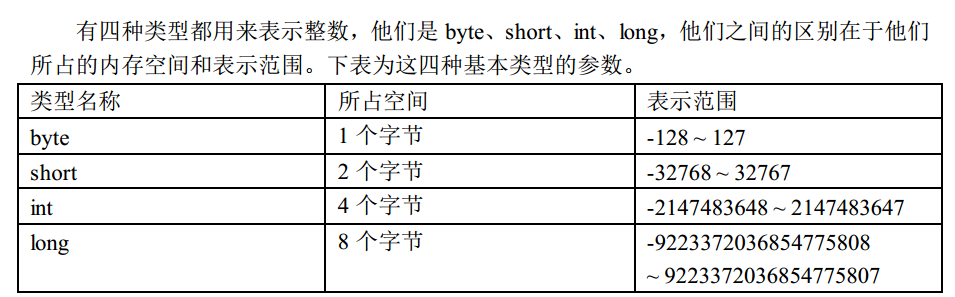 有四种类型都用来表示整数，他们是 byte、short、int、long，他们之间的区别在于他们
所占的内存空间和表示范围。下表为这四种基本类型的参数。
类型名称 所占空间 表示范围
byte 1 个字节 -128 ~ 127
short 2 个字节 -32768 ~ 32767
int 4 个字节 -2147483648 ~ 2147483647
long 8 个字节 -9223372036854775808
~ 9223372036854775807